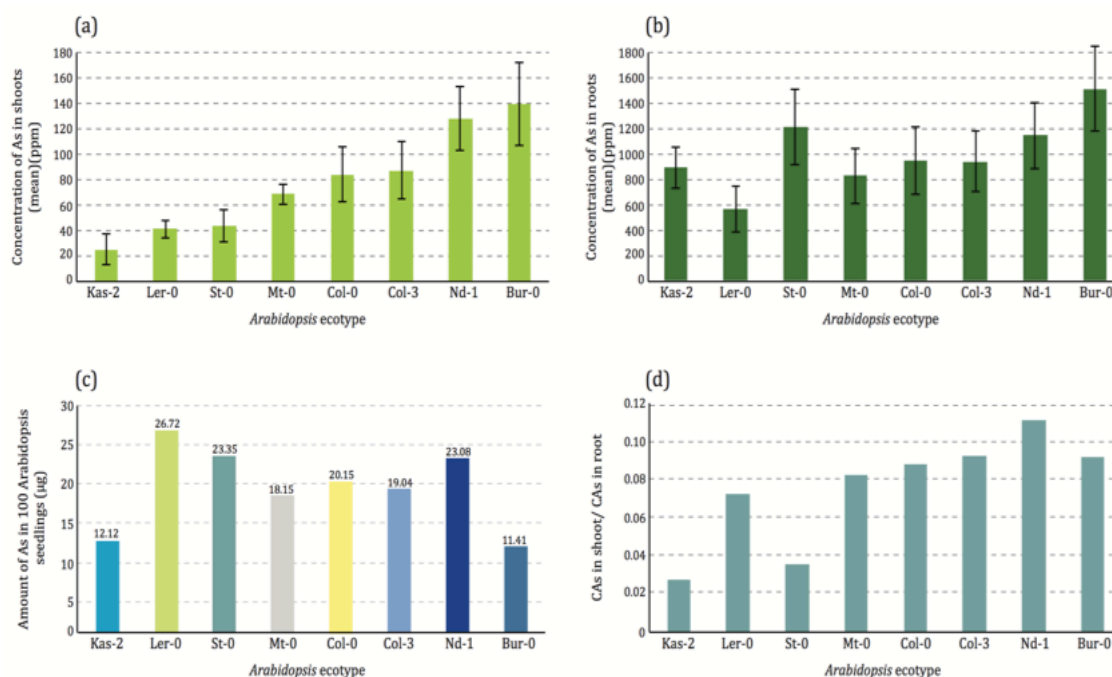 (a)
Concentration of As in shoots
(mean)(ppm)
180
160
140
120
100
80
60
40
20
0
Kas-2 Ler-0 St-0 Mt-0 Col-0 Col-3 Nd-1 Bur-0
Arabidopsis ecotype
(b)
Concentration of As in roots
(mean)(ppm)
1800
1600
1400
1200
1000
800
600
400
200
0
Kas-2 Ler-0 St-0 Mt-0 Col-0 Col-3 Nd-1 Bur-0
Arabidopsis ecotype
(c)
Amount of As in 100 Arabidopsis
seedlings (µg)
30
25
20
15
10
5
0
12.12
26.72
23.35
18.15
20.15
19.04
23.08
11.41
Kas-2 Ler-0 St-0 Mt-0 Col-0 Col-3 Nd-1 Bur-0
Arabidopsis ecotype
(d)
CAs in shoot/ CAs in root
0.12
0.10
0.08
0.06
0.04
0.02
0
Kas-2 Ler-0 St-0 Mt-0 Col-0 Col-3 Nd-1 Bur-0
Arabidopsis ecotype